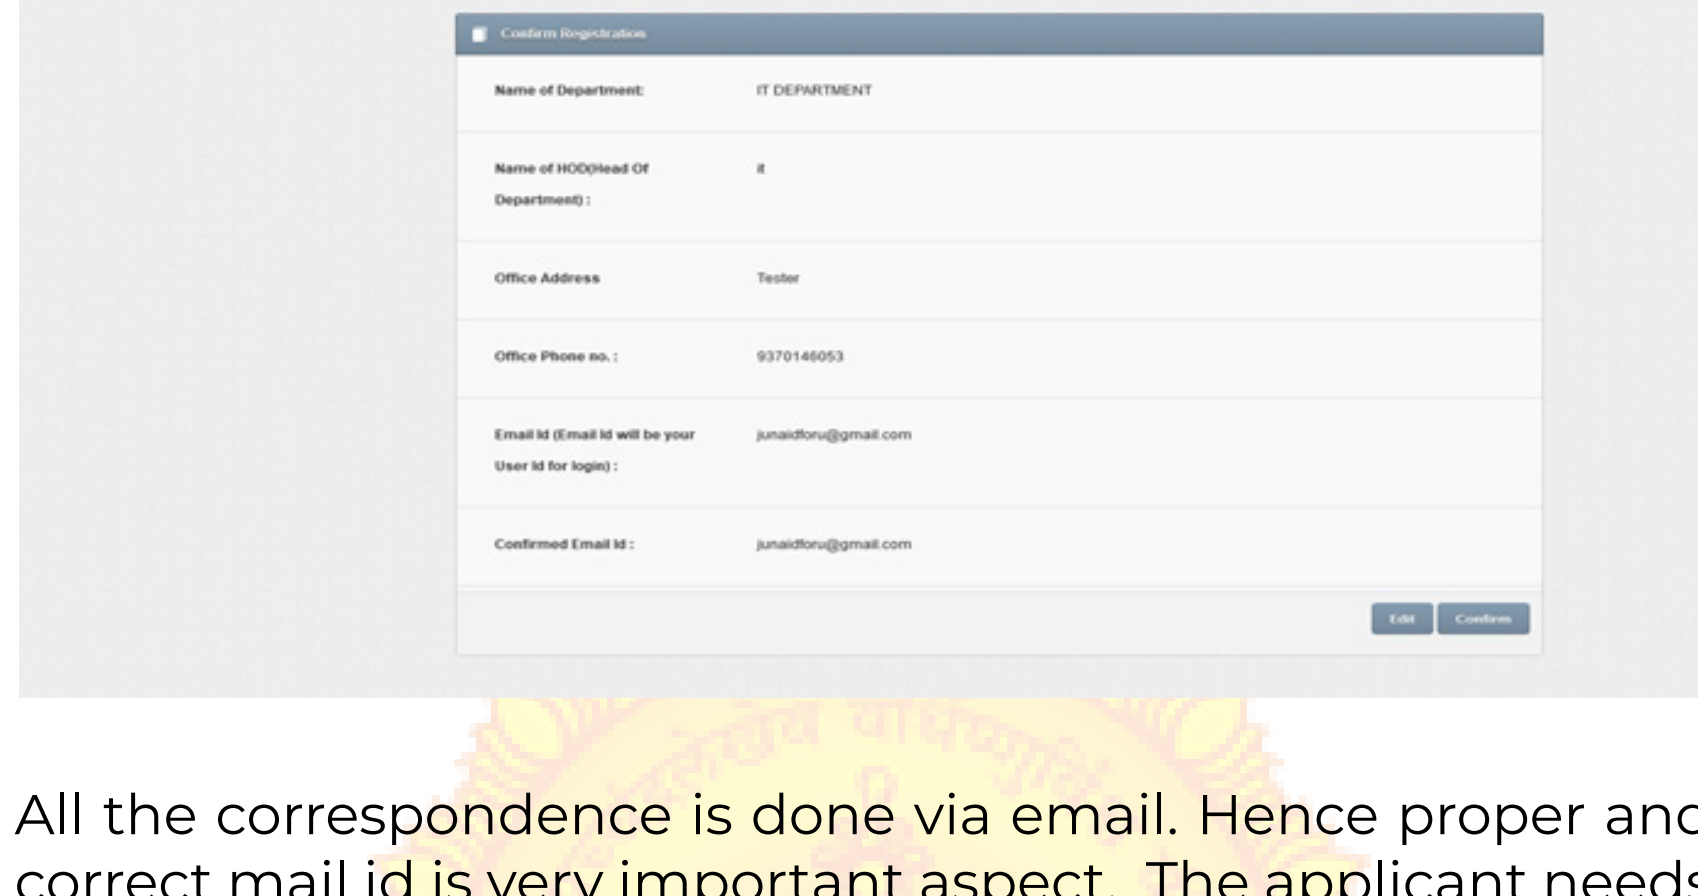 Confirm Registration
Name of Department: IT DEPARTMENT
Name of HOD(Head Of it
Department) :
Office Address Tester
Office Phone no. : 9370146053
Email Id (Email Id will be your junaidforu@gmail.com
User Id for login) :
Confirmed Email Id : junaidforu@gmail.com
Edit Confirm
All the correspondence is done via email. Hence proper and
correct mail id is very important aspect. The applicant needs